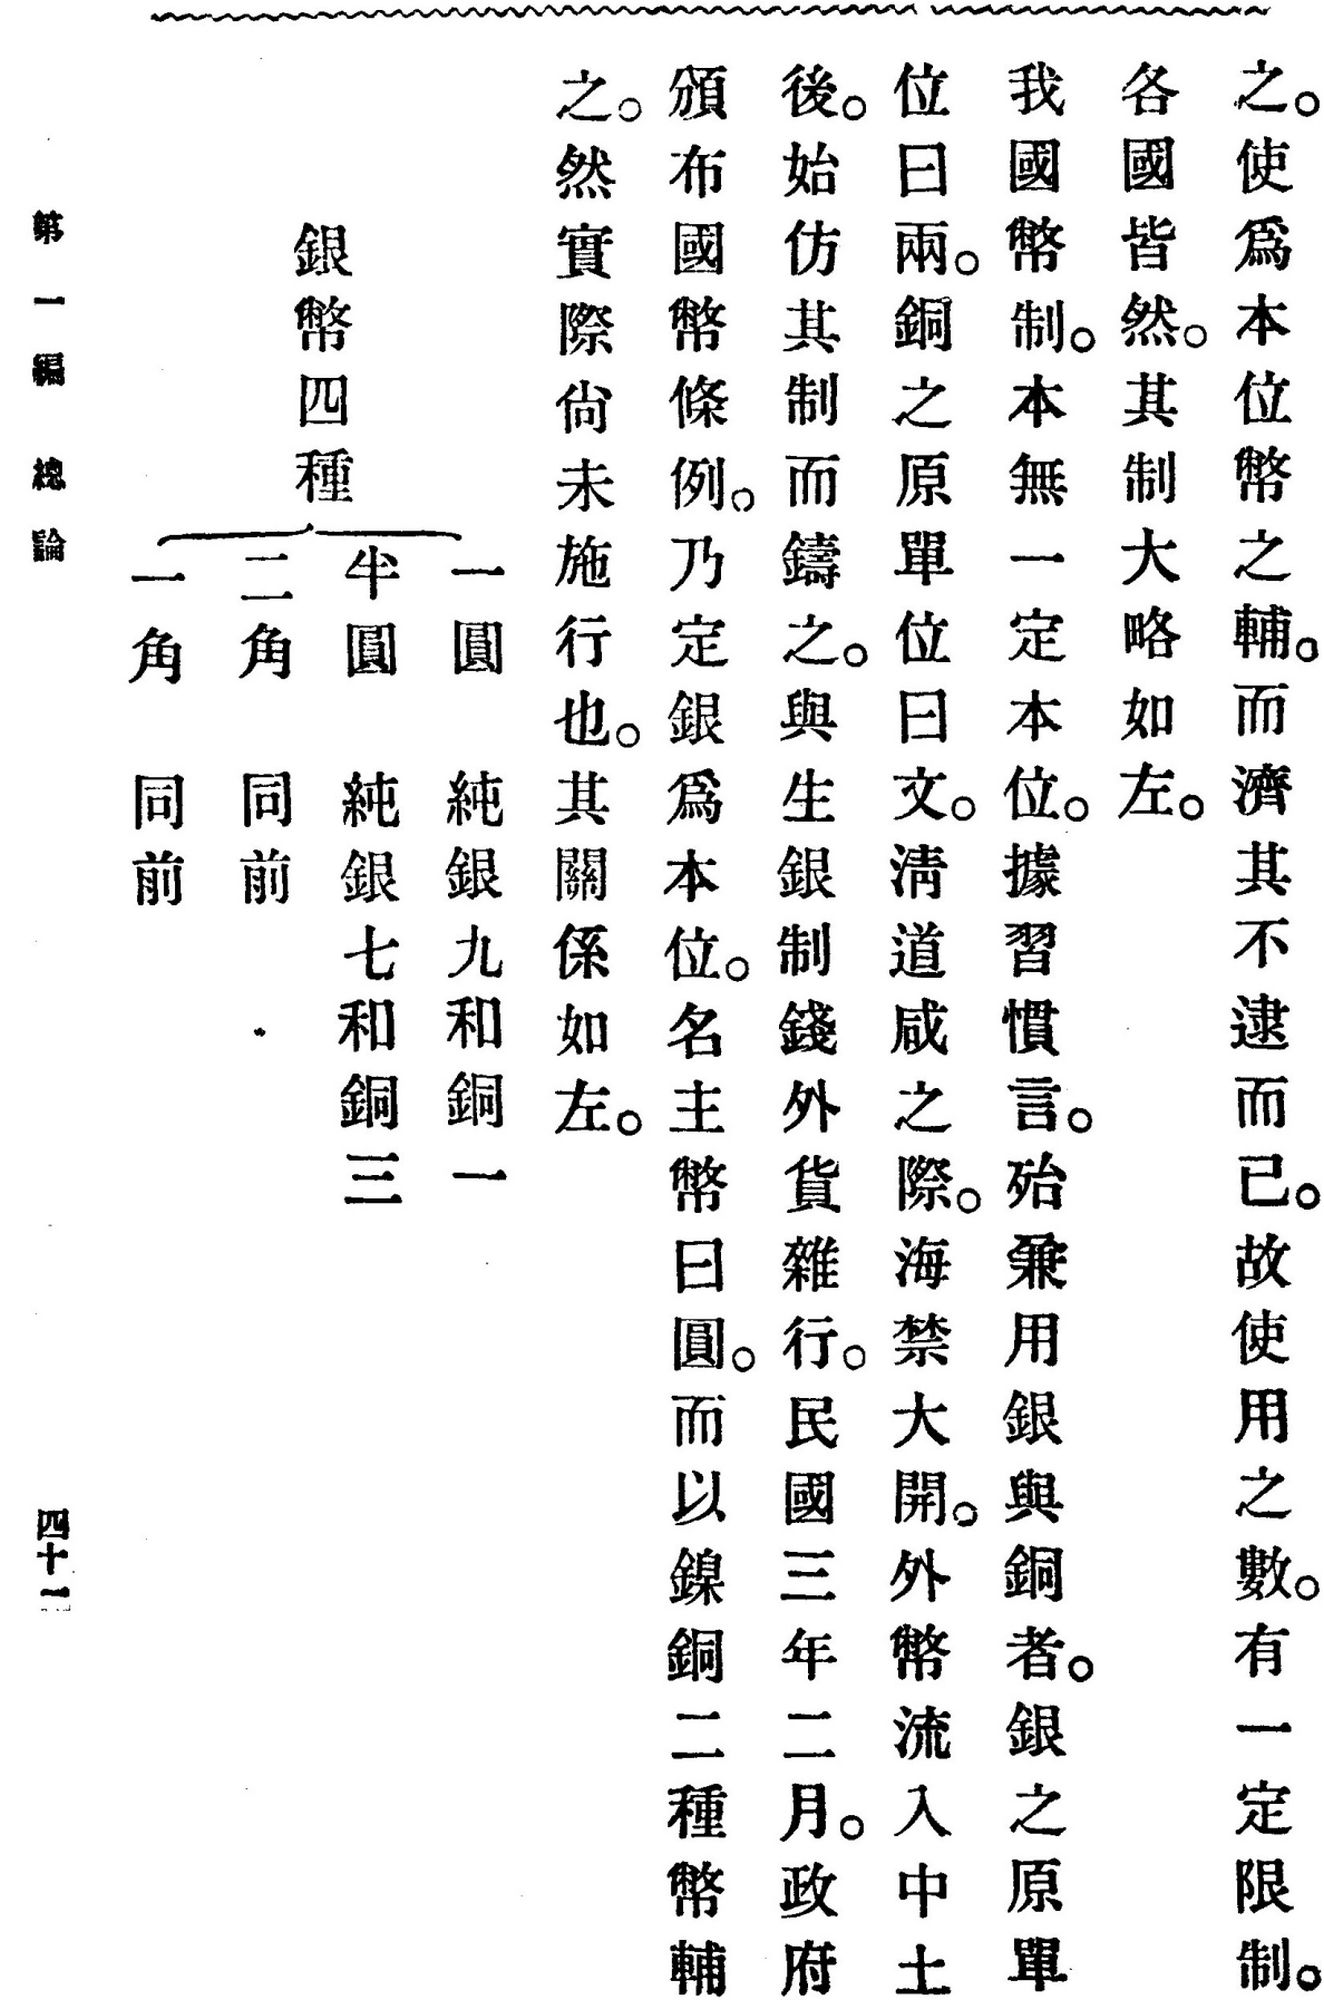 之。使爲本位幣之輔。而濟其不逮而已。故使用之數。有一定限制。
各國皆然。其制大略如左。
我國幣制。本無一定本位。據習慣言。殆兼用銀與銅者。銀之原單
位曰兩。銅之原單位曰文。清道咸之際。海禁大開。外幣流入中土
後。始仿其制而鑄之。與生銀制錢外貨雜行。民國三年二月。政府
頒布國幣條例。乃定銀爲本位。名主幣曰圓。而以鎳銅二種幣輔
之。然實際尙未施行也。其關係如左。
銀幣四種
一圓 純銀九和銅一
半圓 純銀七和銅三
二角 同前
一角 同前
第一編 總論
四十一